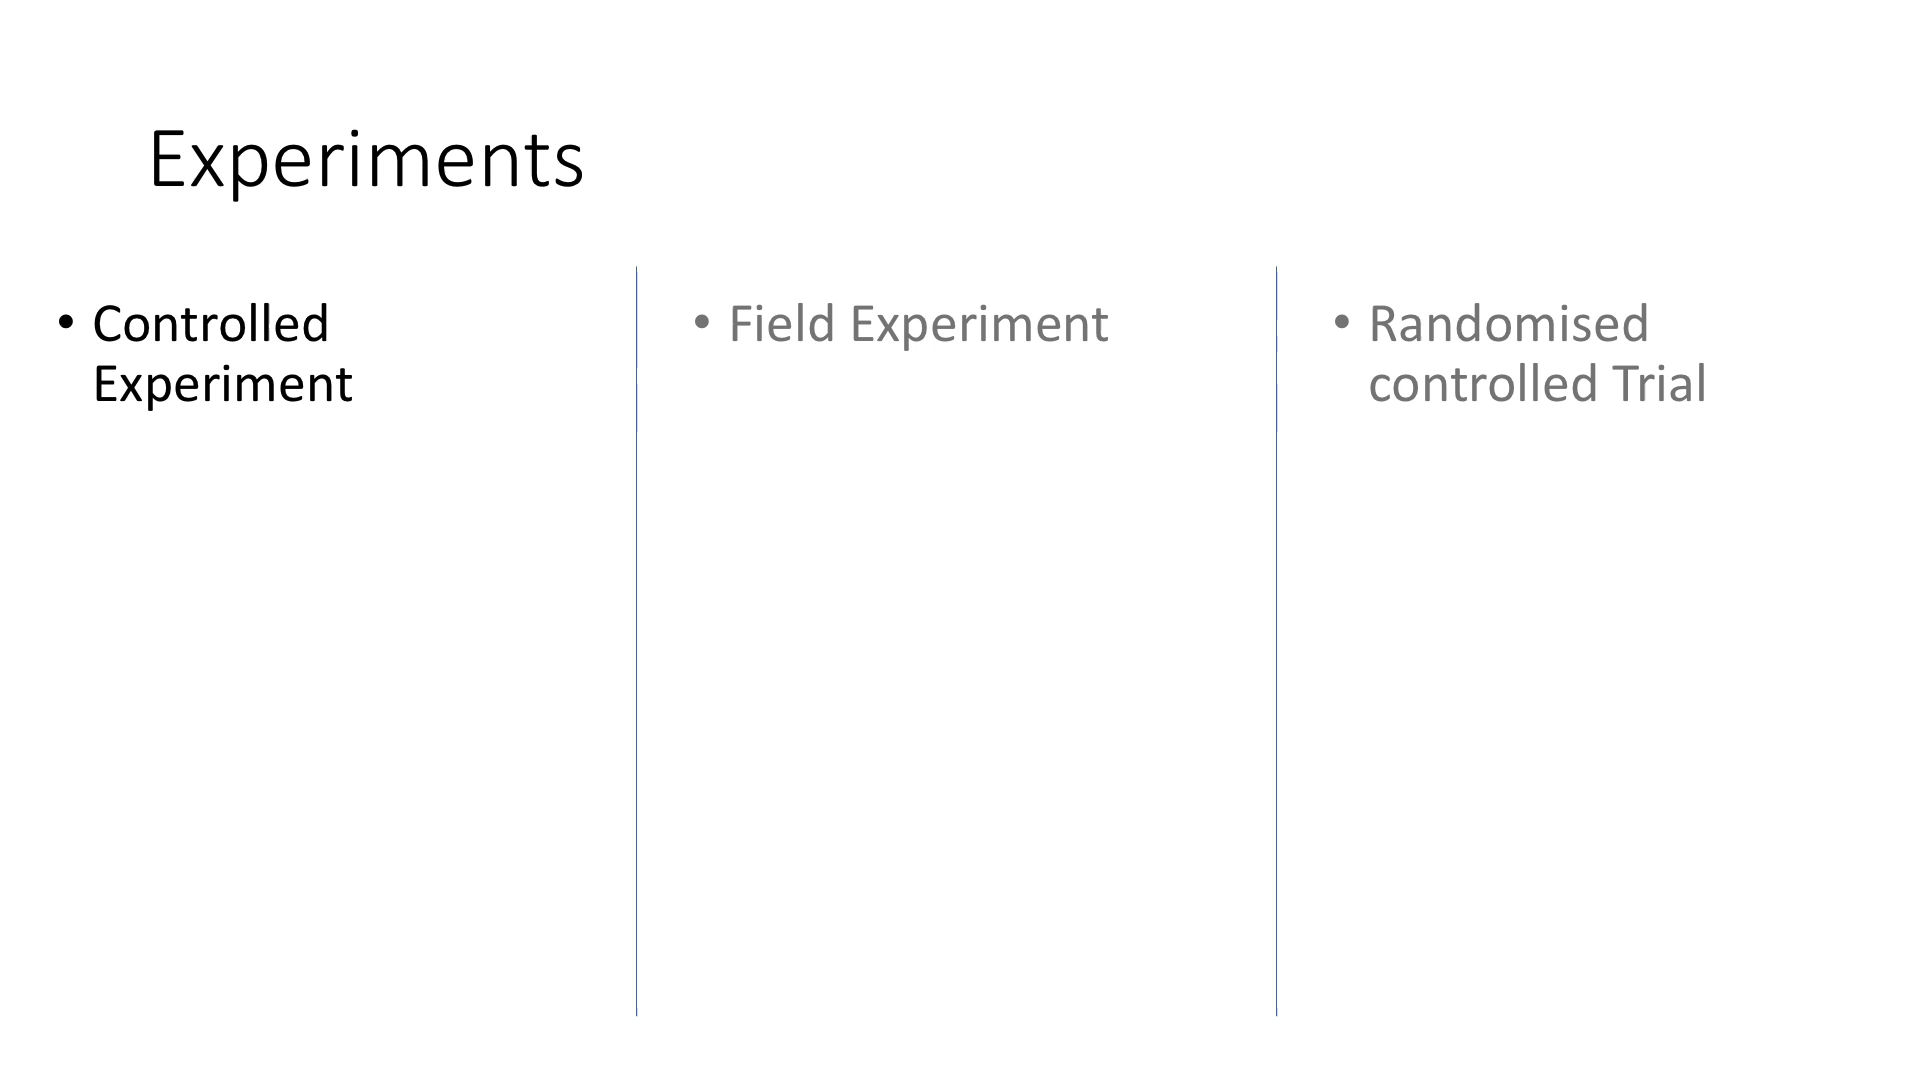 Experiments
• Controlled
Experiment
• Field Experiment
• Randomised
controlled Trial